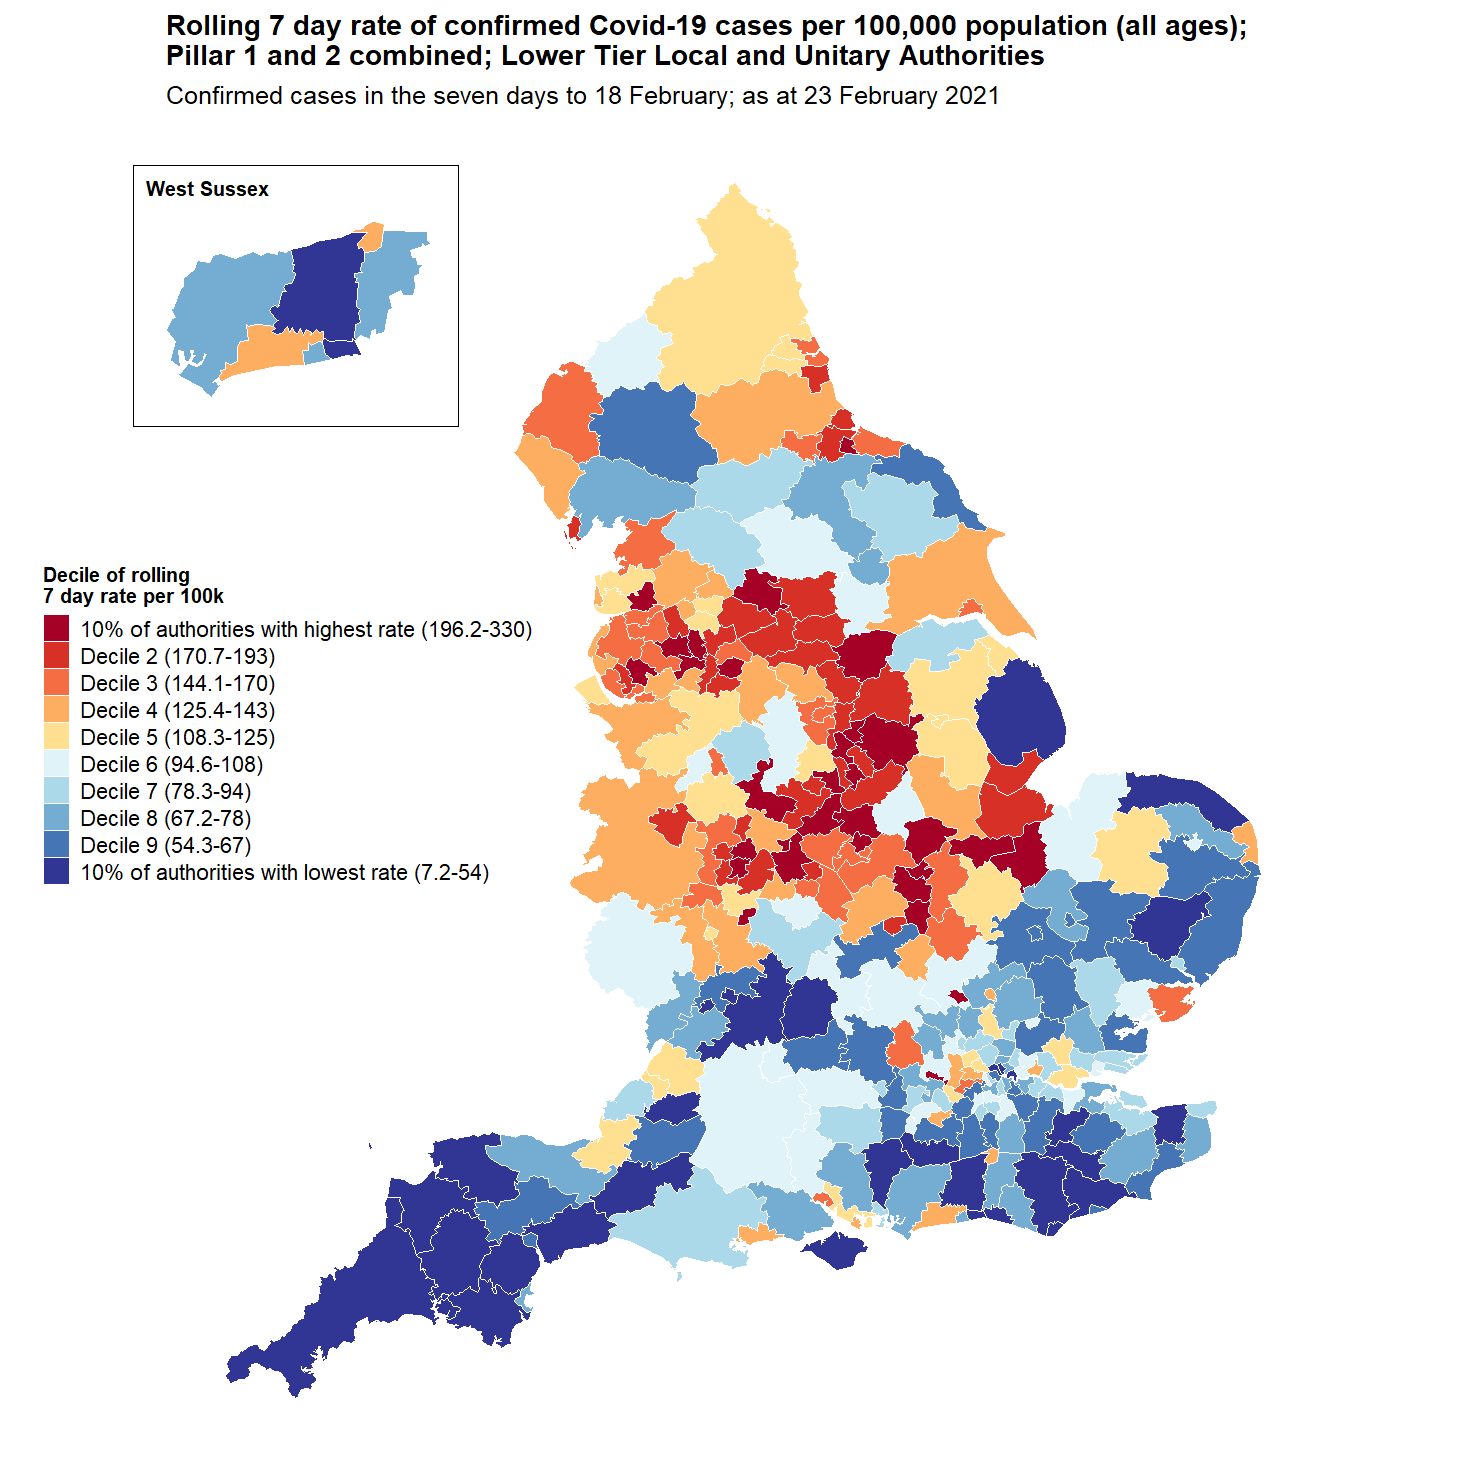 Rolling 7 day rate of confirmed Covid-19 cases per 100,000 population (all ages);
Pillar 1 and 2 combined; Lower Tier Local and Unitary Authorities
Confirmed cases in the seven days to 18 February; as at 23 February 2021
West Sussex
Decile of rolling
7 day rate per 100k
10% of authorities with highest rate (196.2-330)
Decile 2 (170.7-193)
Decile 3 (144.1-170)
Decile 4 (125.4-143)
Decile 5 (108.3-125)
Decile 6 (94.6-108)
Decile 7 (78.3-94)
Decile 8 (67.2-78)
Decile 9 (54.3-67)
10% of authorities with lowest rate (7.2-54)